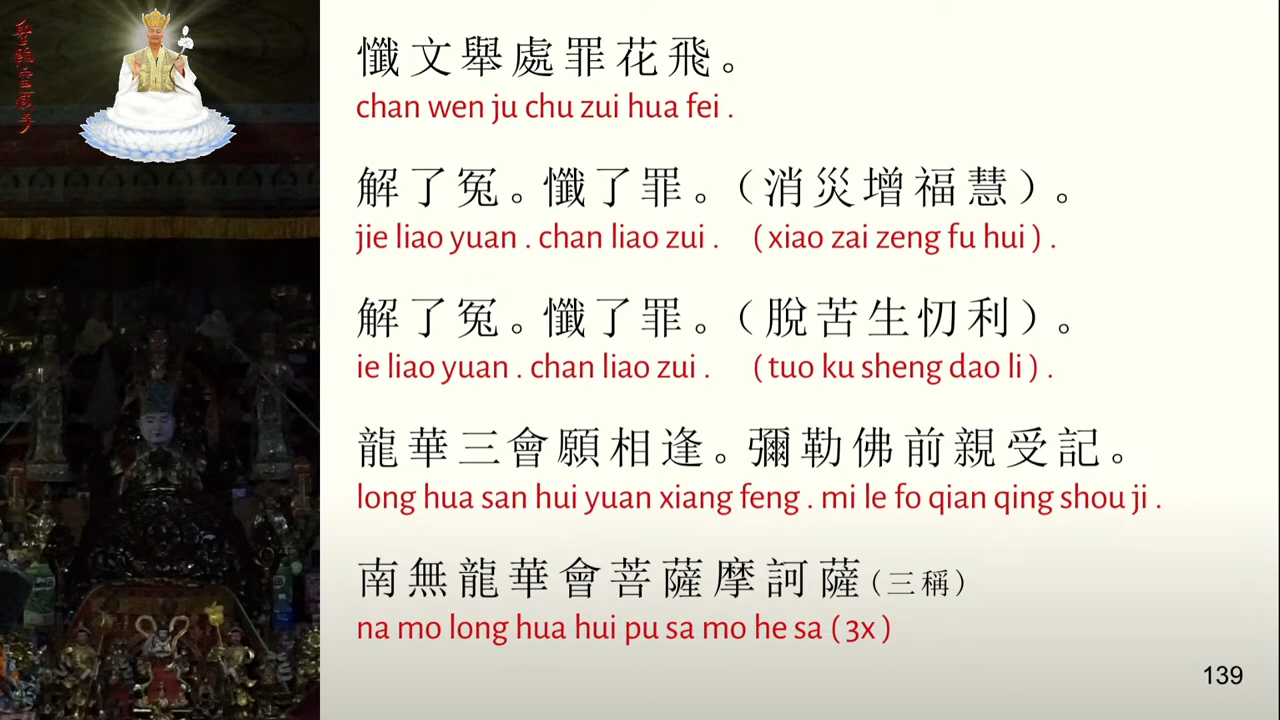 懺文舉處罪花飛。
chan wen ju chu zui hua fei .
解了冤。懺了罪。（消災增福慧）。
jie liao yuan . chan liao zui . ( xiao zai zeng fu hui ) .
解了冤。懺了罪。（脫苦生忉利）。
ie liao yuan . chan liao zui . ( tuo ku sheng dao li ) .
龍華三會願相逢。彌勒佛前親受記。
long hua san hui yuan xiang feng . mi le fo qian qing shou ji .
南無龍華會菩薩摩訶薩（三稱）
na mo long hua hui pu sa mo he sa ( 3x )
139